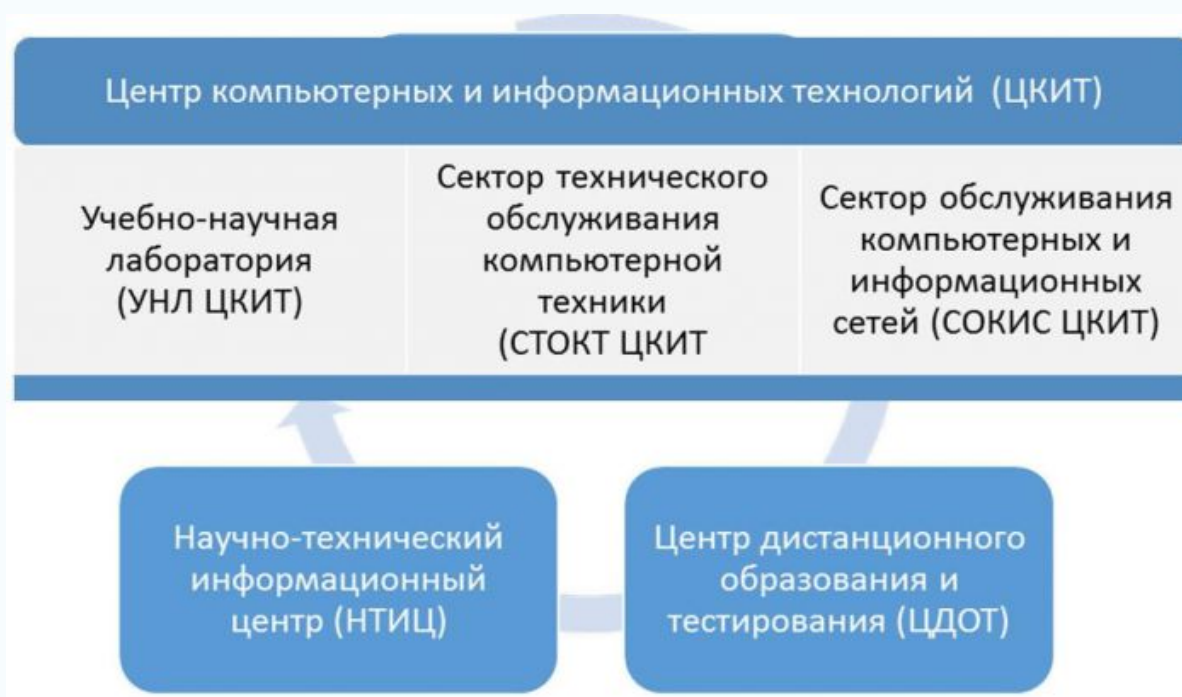 Центр компьютерных и информационных технологий (ЦКИТ)
Учебно-научная
лаборатория
(УНЛ ЦКИТ)
Сектор технического
обслуживания
компьютерной
техники
(СТОКТ ЦКИТ
Сектор обслуживания
компьютерных и
информационных
сетей (СОКИС ЦКИТ)
Научно-технический
информационный
центр (НТИЦ)
Центр дистанционного
образования и
тестирования (ЦДОТ)